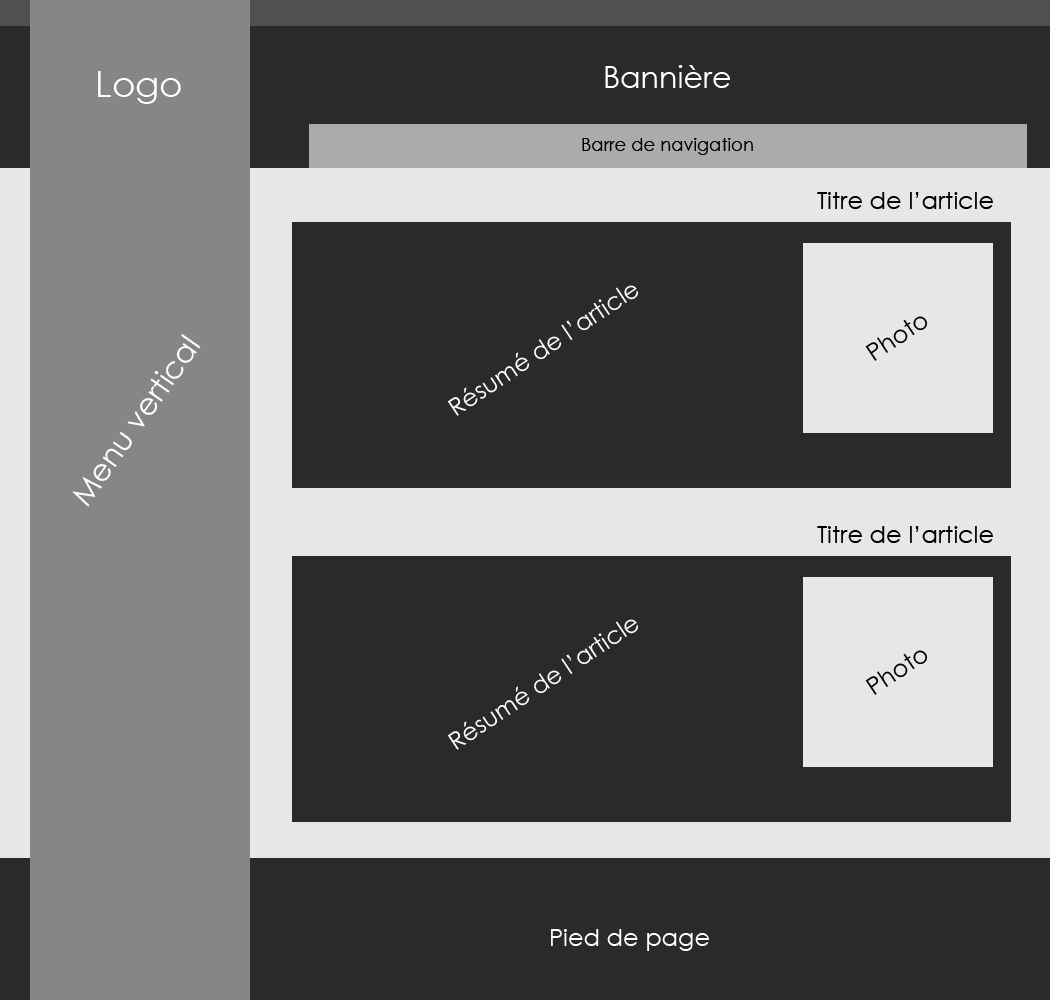 Logo
Bannière
Barre de navigation
Menu vertical
Titre de l’article
Résumé de l’article
Photo
Titre de l’article
Résumé de l’article
Photo
Pied de page